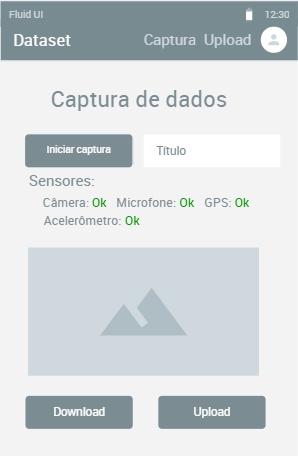 Fluid UI 12:30
Dataset Captura Upload
Captura de dados
Iniciar captura Título
Sensores:
Câmera: Ok Microfone: Ok GPS: Ok
Acelerômetro: Ok
Download Upload